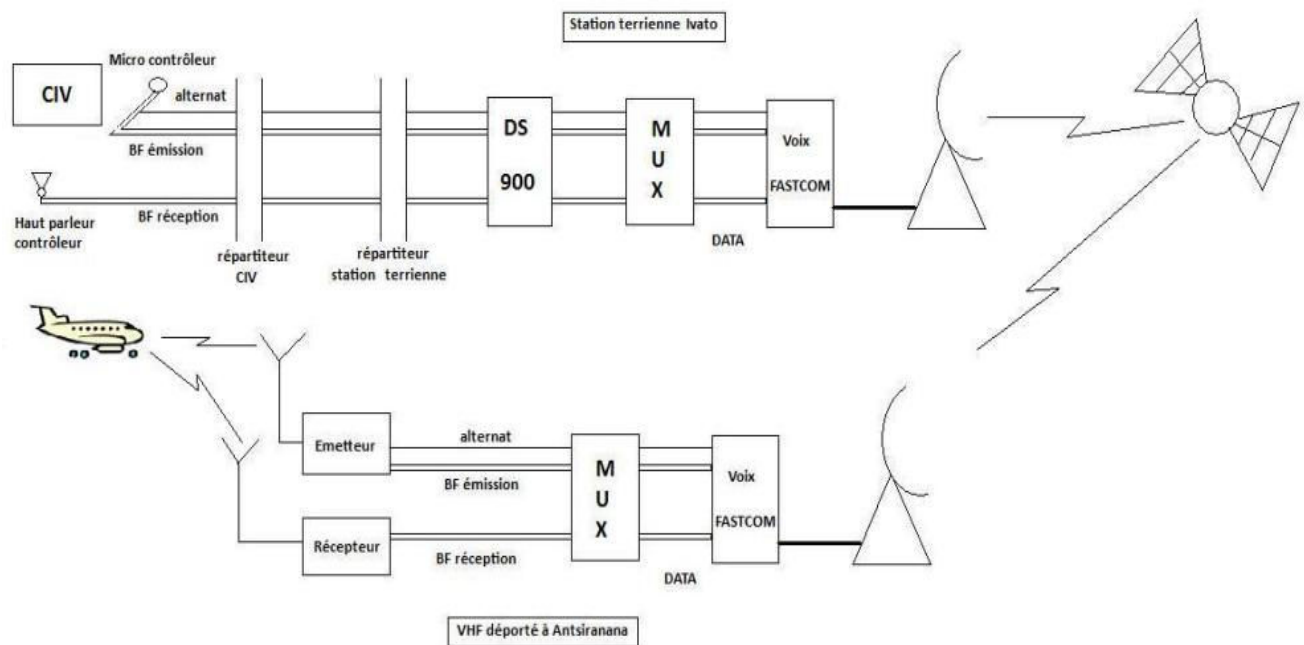 Station terrienne Ivato
Micro contrôleur
CIV
alternat
BF émission
DS
900
M
U
X
Voix
FASTCOM
BF réception
Haut parleur
contrôleur
DATA
répartiteur
CIV
répartiteur
station terrienne
Emetteur
alternat
BF émission
M
U
X
Voix
FASTCOM
Récepteur
BF réception
DATA
VHF déporté à Antsiranana